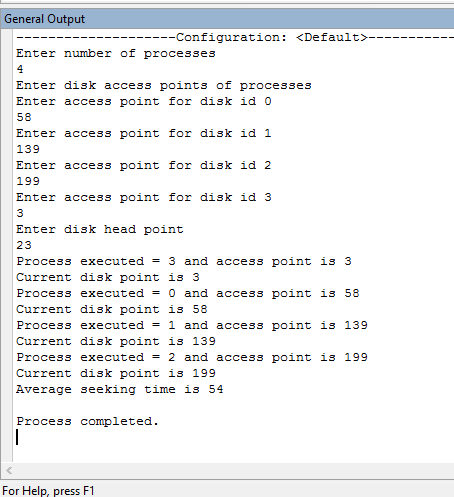 General Output
--------------------Configuration: <Default>-----------
Enter number of processes
4
Enter disk access points of processes
Enter access point for disk id 0
58
Enter access point for disk id 1
139
Enter access point for disk id 2
199
Enter access point for disk id 3
3
Enter disk head point
23
Process executed = 3 and access point is 3
Current disk point is 3
Process executed = 0 and access point is 58
Current disk point is 58
Process executed = 1 and access point is 139
Current disk point is 139
Process executed = 2 and access point is 199
Current disk point is 199
Average seeking time is 54
Process completed.
For Help, press F1